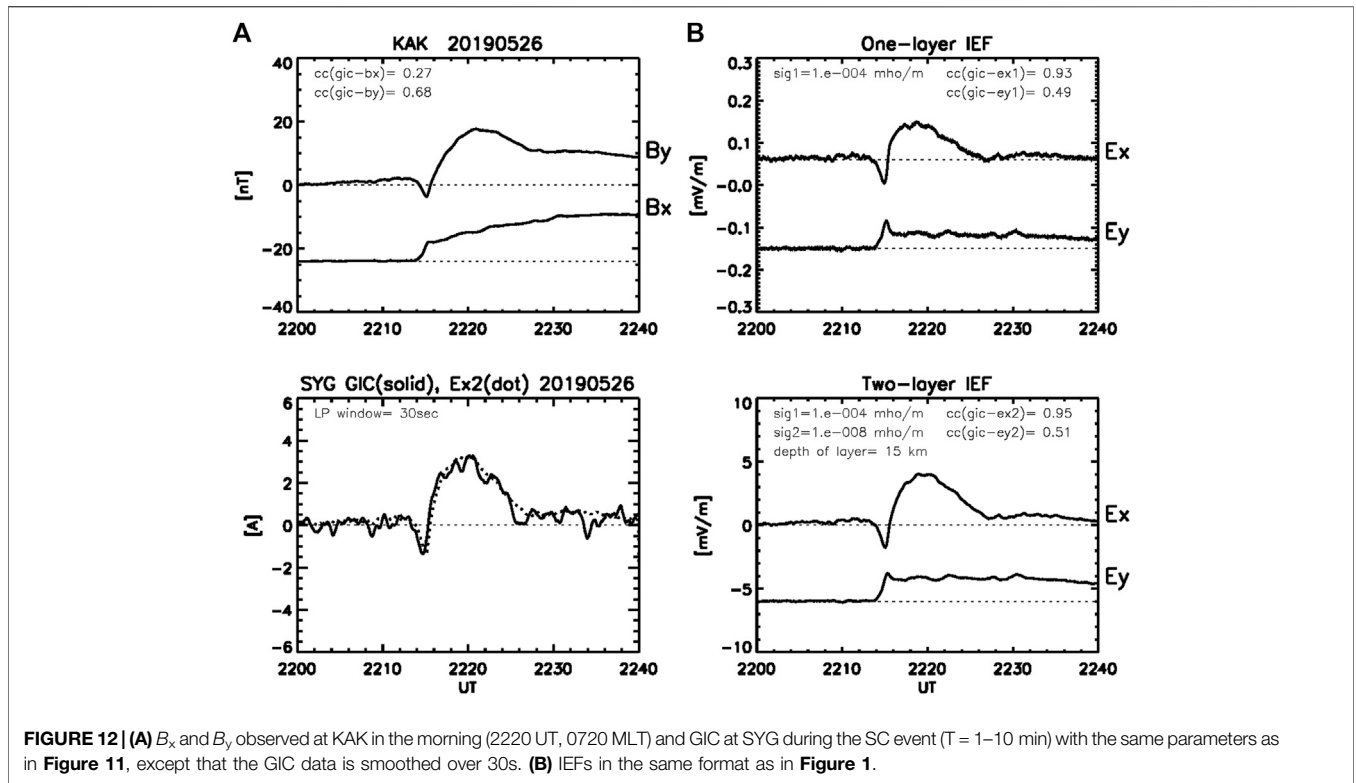 A
KAK 20190526
40
20
0
-20
-40
[nT]
cc(gic-bx)= 0.27
cc(gic-by)= 0.68
By
Bx
2200 2210 2220 2230 2240
B
One-layer IEF
0.3
0.2
0.1
-0.0
-0.1
-0.2
-0.3
[mV/m]
sig1=1.e-004 mho/m cc(gic-ex1)= 0.93
cc(gic-ey1)= 0.49
Ex
Ey
2200 2210 2220 2230 2240
SYG GIC(solid), Ex2(dot) 20190526
6
4
2
0
-2
-4
-6
[A]
LP window= 30sec
2200 2210 2220 2230 2240
UT
Two-layer IEF
10
5
0
-5
-10
[mV/m]
sig1=1.e-004 mho/m cc(gic-ex2)= 0.95
sig2=1.e-008 mho/m cc(gic-ey2)= 0.51
depth of layer= 15 km
Ex
Ey
2200 2210 2220 2230 2240
UT
FIGURE 12 | (A) Bx and By observed at KAK in the morning (2220 UT, 0720 MLT) and GIC at SYG during the SC event (T = 1–10 min) with the same parameters as
in Figure 11, except that the GIC data is smoothed over 30s. (B) IEFs in the same format as in Figure 1.